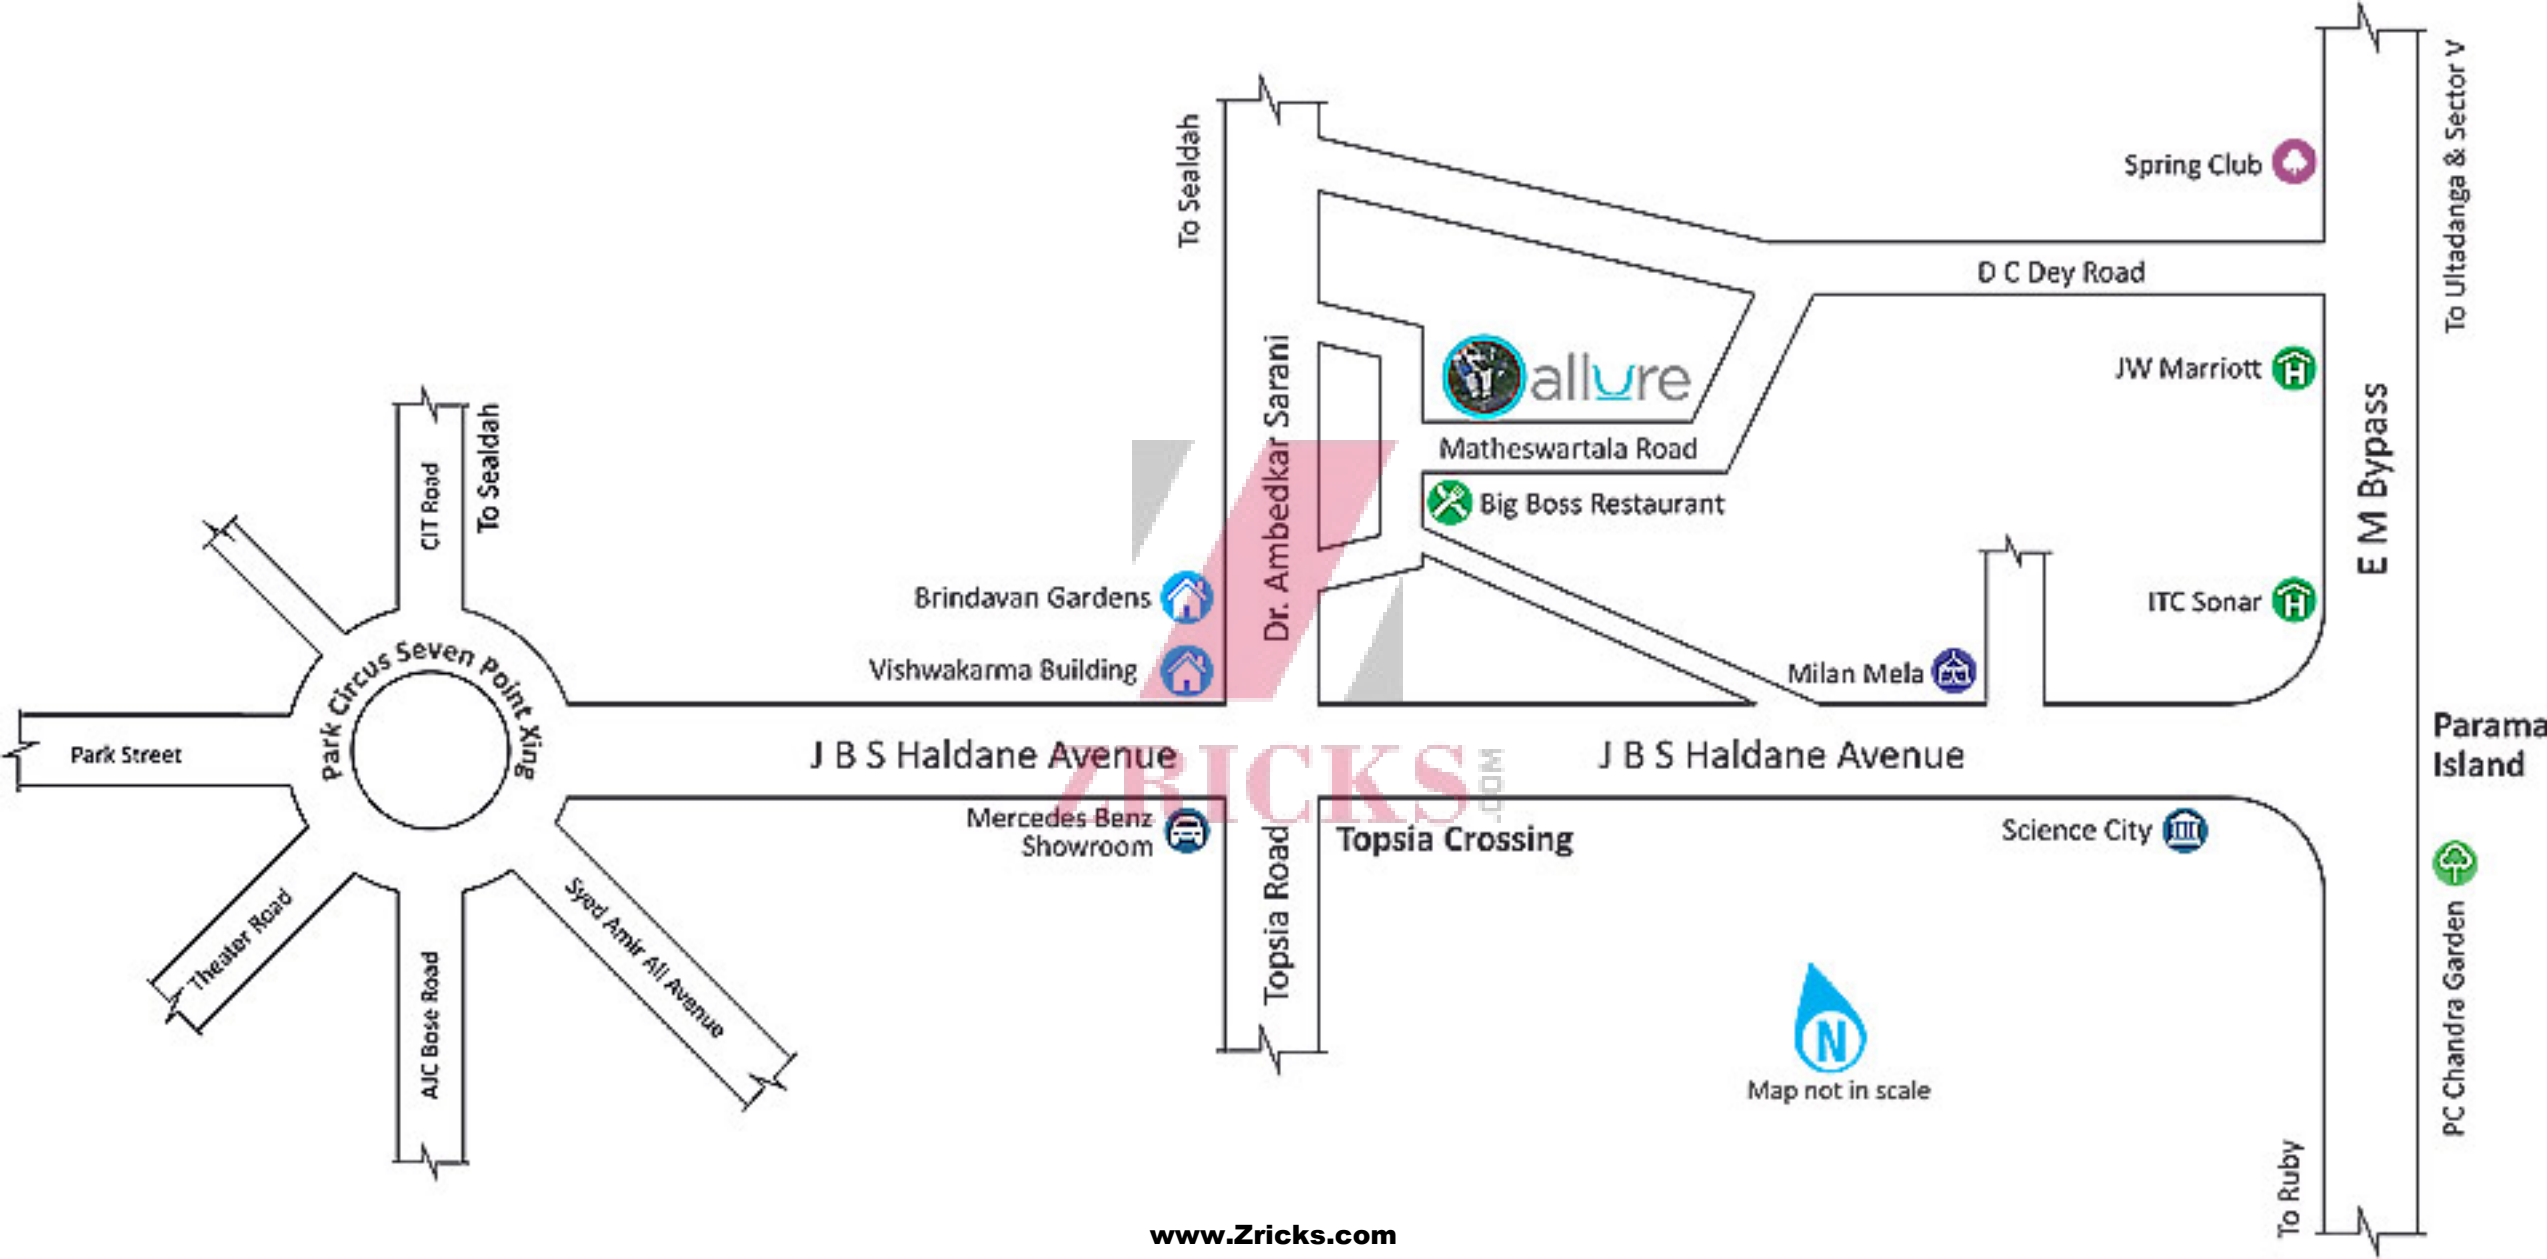 To Sealdah
Spring Club
To Ultadanga & Sector V
D C Dey Road
JW Marriott
allure
Dr. Ambedkar Sarani
E M Bypass
Matheswartala Road
Big Boss Restaurant
CIT Road
To Sealdah
Brindavan Gardens
ITC Sonar
Vishwakarma Building
Milan Mela
Park Circus Seven Point Xing
Park Street
J B S Haldane Avenue
J B S Haldane Avenue
Parama
Island
ZRICKS
.COM
Mercedes Benz
Showroom
Topsia Crossing
Science City
Topsia Road
Theater Road
Syed Amir Ali Avenue
AJC Bose Road
PC Chandra Garden
N
Map not in scale
To Ruby
www.Zricks.com